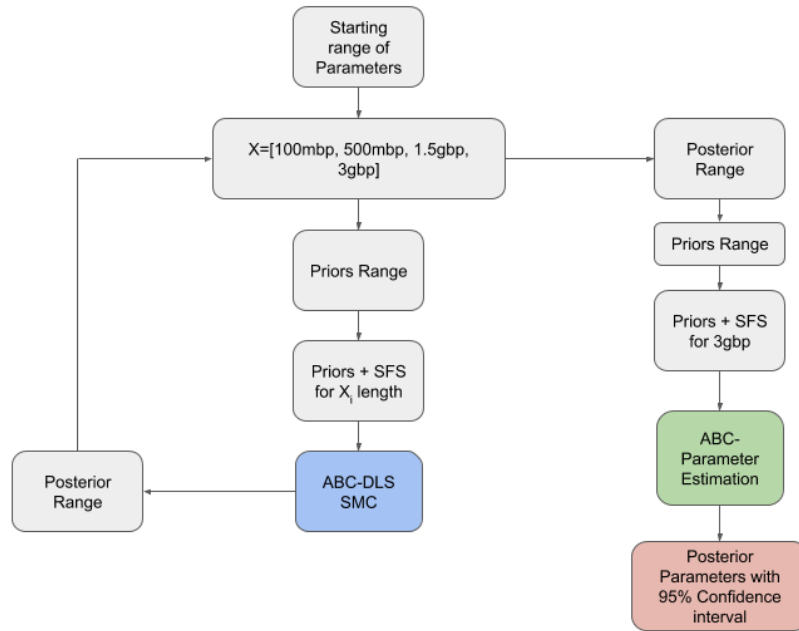 Starting
range of
Parameters
X=[100mbp, 500mbp, 1.5gbp,
3gbp]
Posterior
Range
Priors Range
Priors Range
Priors + SFS
for 3gbp
Priors + SFS
for Xi length
ABC-
Parameter
Estimation
Posterior
Range
ABC-DLS
SMC
Posterior
Parameters with
95% Confidence
interval